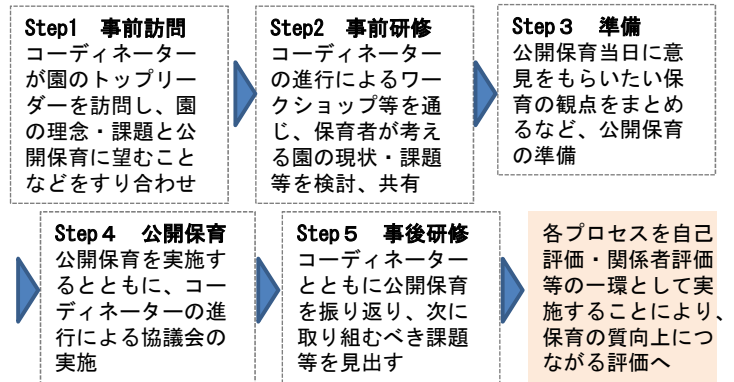 Step1　事前訪問
コーディネーター
が園のトップリー
ダーを訪問し、園
の理念・課題と公
開保育に望むこと
などをすり合わせ
Step2　事前研修
コーディネーター
の進行によるワー
クショップ等を通
じ、保育者が考え
る園の現状・課題
等を検討、共有
Step３　準備
公開保育当日に意
見をもらいたい保
育の観点をまとめ
るなど、公開保育
の準備
Step４　公開保育
公開保育を実施す
るとともに、コー
ディネーターの進
行による協議会の
実施
Step５　事後研修
コーディネーター
とともに公開保育
を振り返り、次に
取り組むべき課題
等を見出す
各プロセスを自己
評価・関係者評価
等の一環として実
施することにより、
保育の質向上につ
ながる評価へ